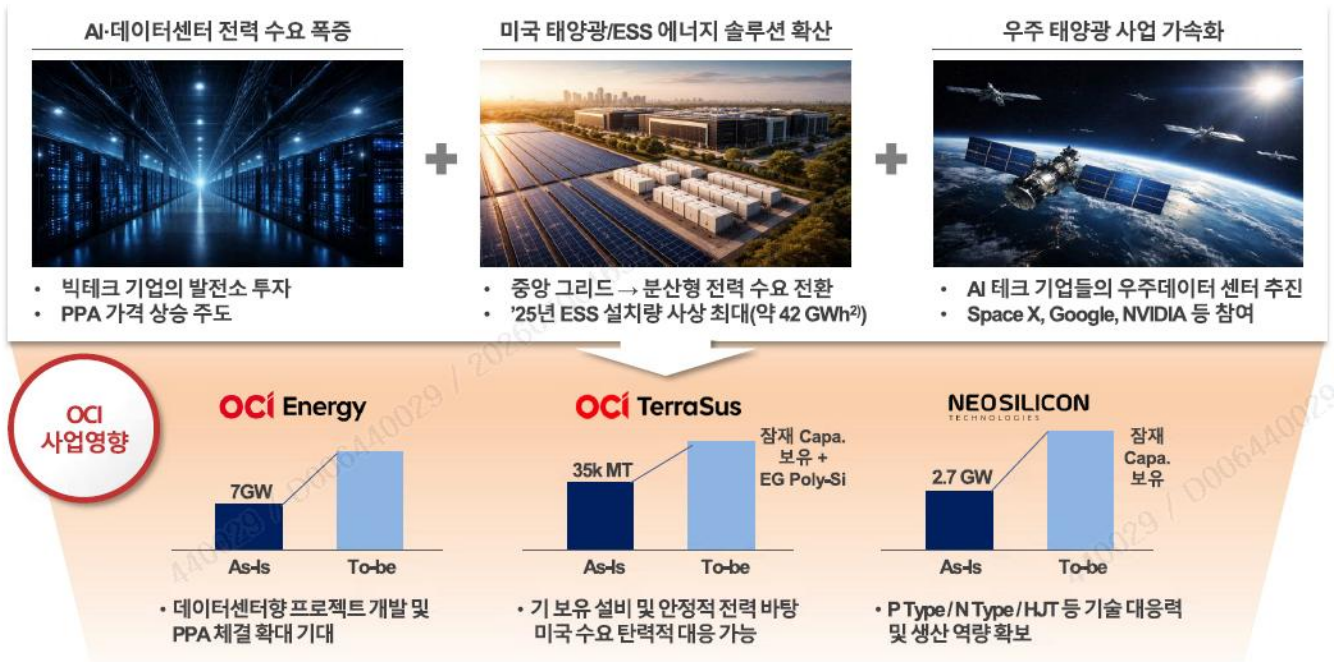 AI·데이터센터 전력 수요 폭증
미국 태양광/ESS 에너지 솔루션 확산
우주 태양광 사업 가속화
• 빅테크 기업의 발전소 투자
• PPA 가격 상승 주도
• 중앙 그리드 → 분산형 전력 수요 전환
• '25년 ESS 설치량 사상 최대(약 42 GWh²⁾)
• AI 테크 기업들의 우주데이터 센터 추진
• Space X, Google, NVIDIA 등 참여
OCI
사업영향
OCI Energy
7GW
As-Is
To-be
• 데이터센터향 프로젝트 개발 및
PPA 체결 확대 기대
OCI TerraSus
35k MT
잠재 Capa.
보유 +
EG Poly-Si
As-Is
To-be
• 기 보유 설비 및 안정적 전력 바탕
미국 수요 탄력적 대응 가능
NEOSILICON
TECHNOLOGIES
2.7 GW
잠재
Capa.
보유
As-Is
To-be
• P Type / N Type / HJT 등 기술 대응력
및 생산 역량 확보
440029 / D006440029